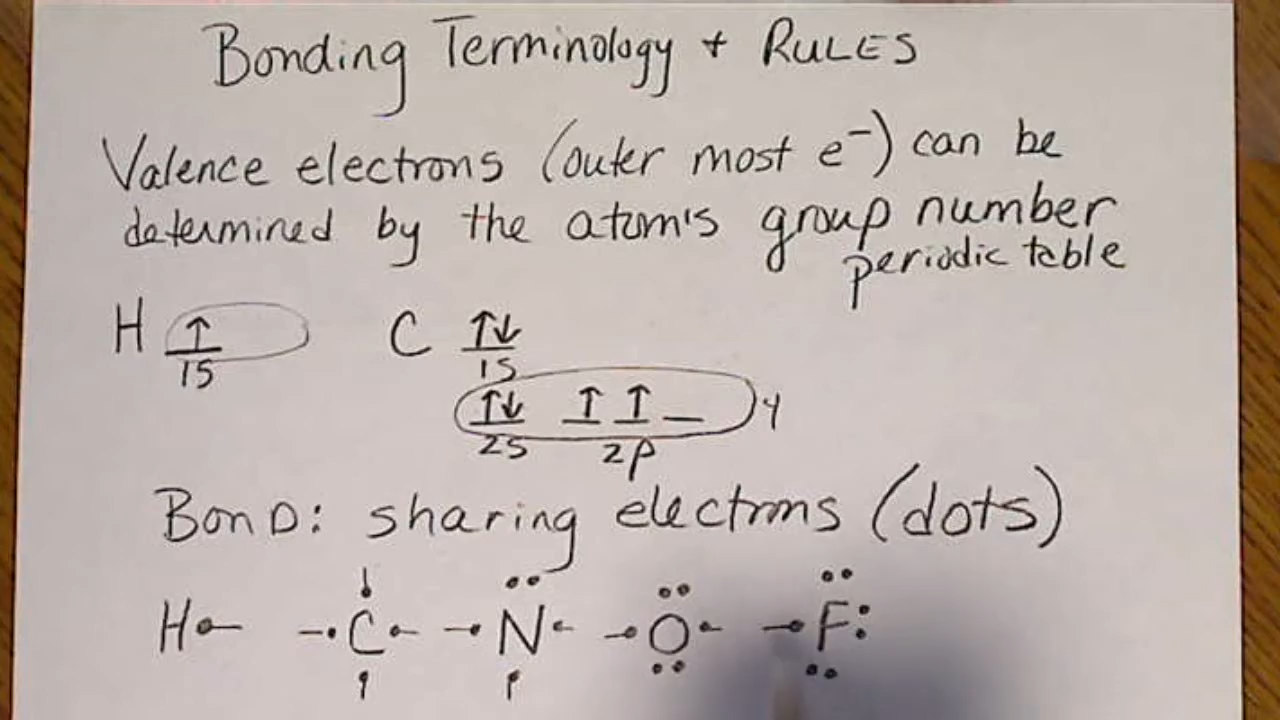 Bonding Terminology + RULES
Valence electrons (outer most e⁻) can be
determined by the atom's group number
periodic table
H ↑ C ↑↓
1S 1S
↑↓ ↑ ↑ _ 4
2S 2p
BonD: sharing electrons (dots)
H C N O F